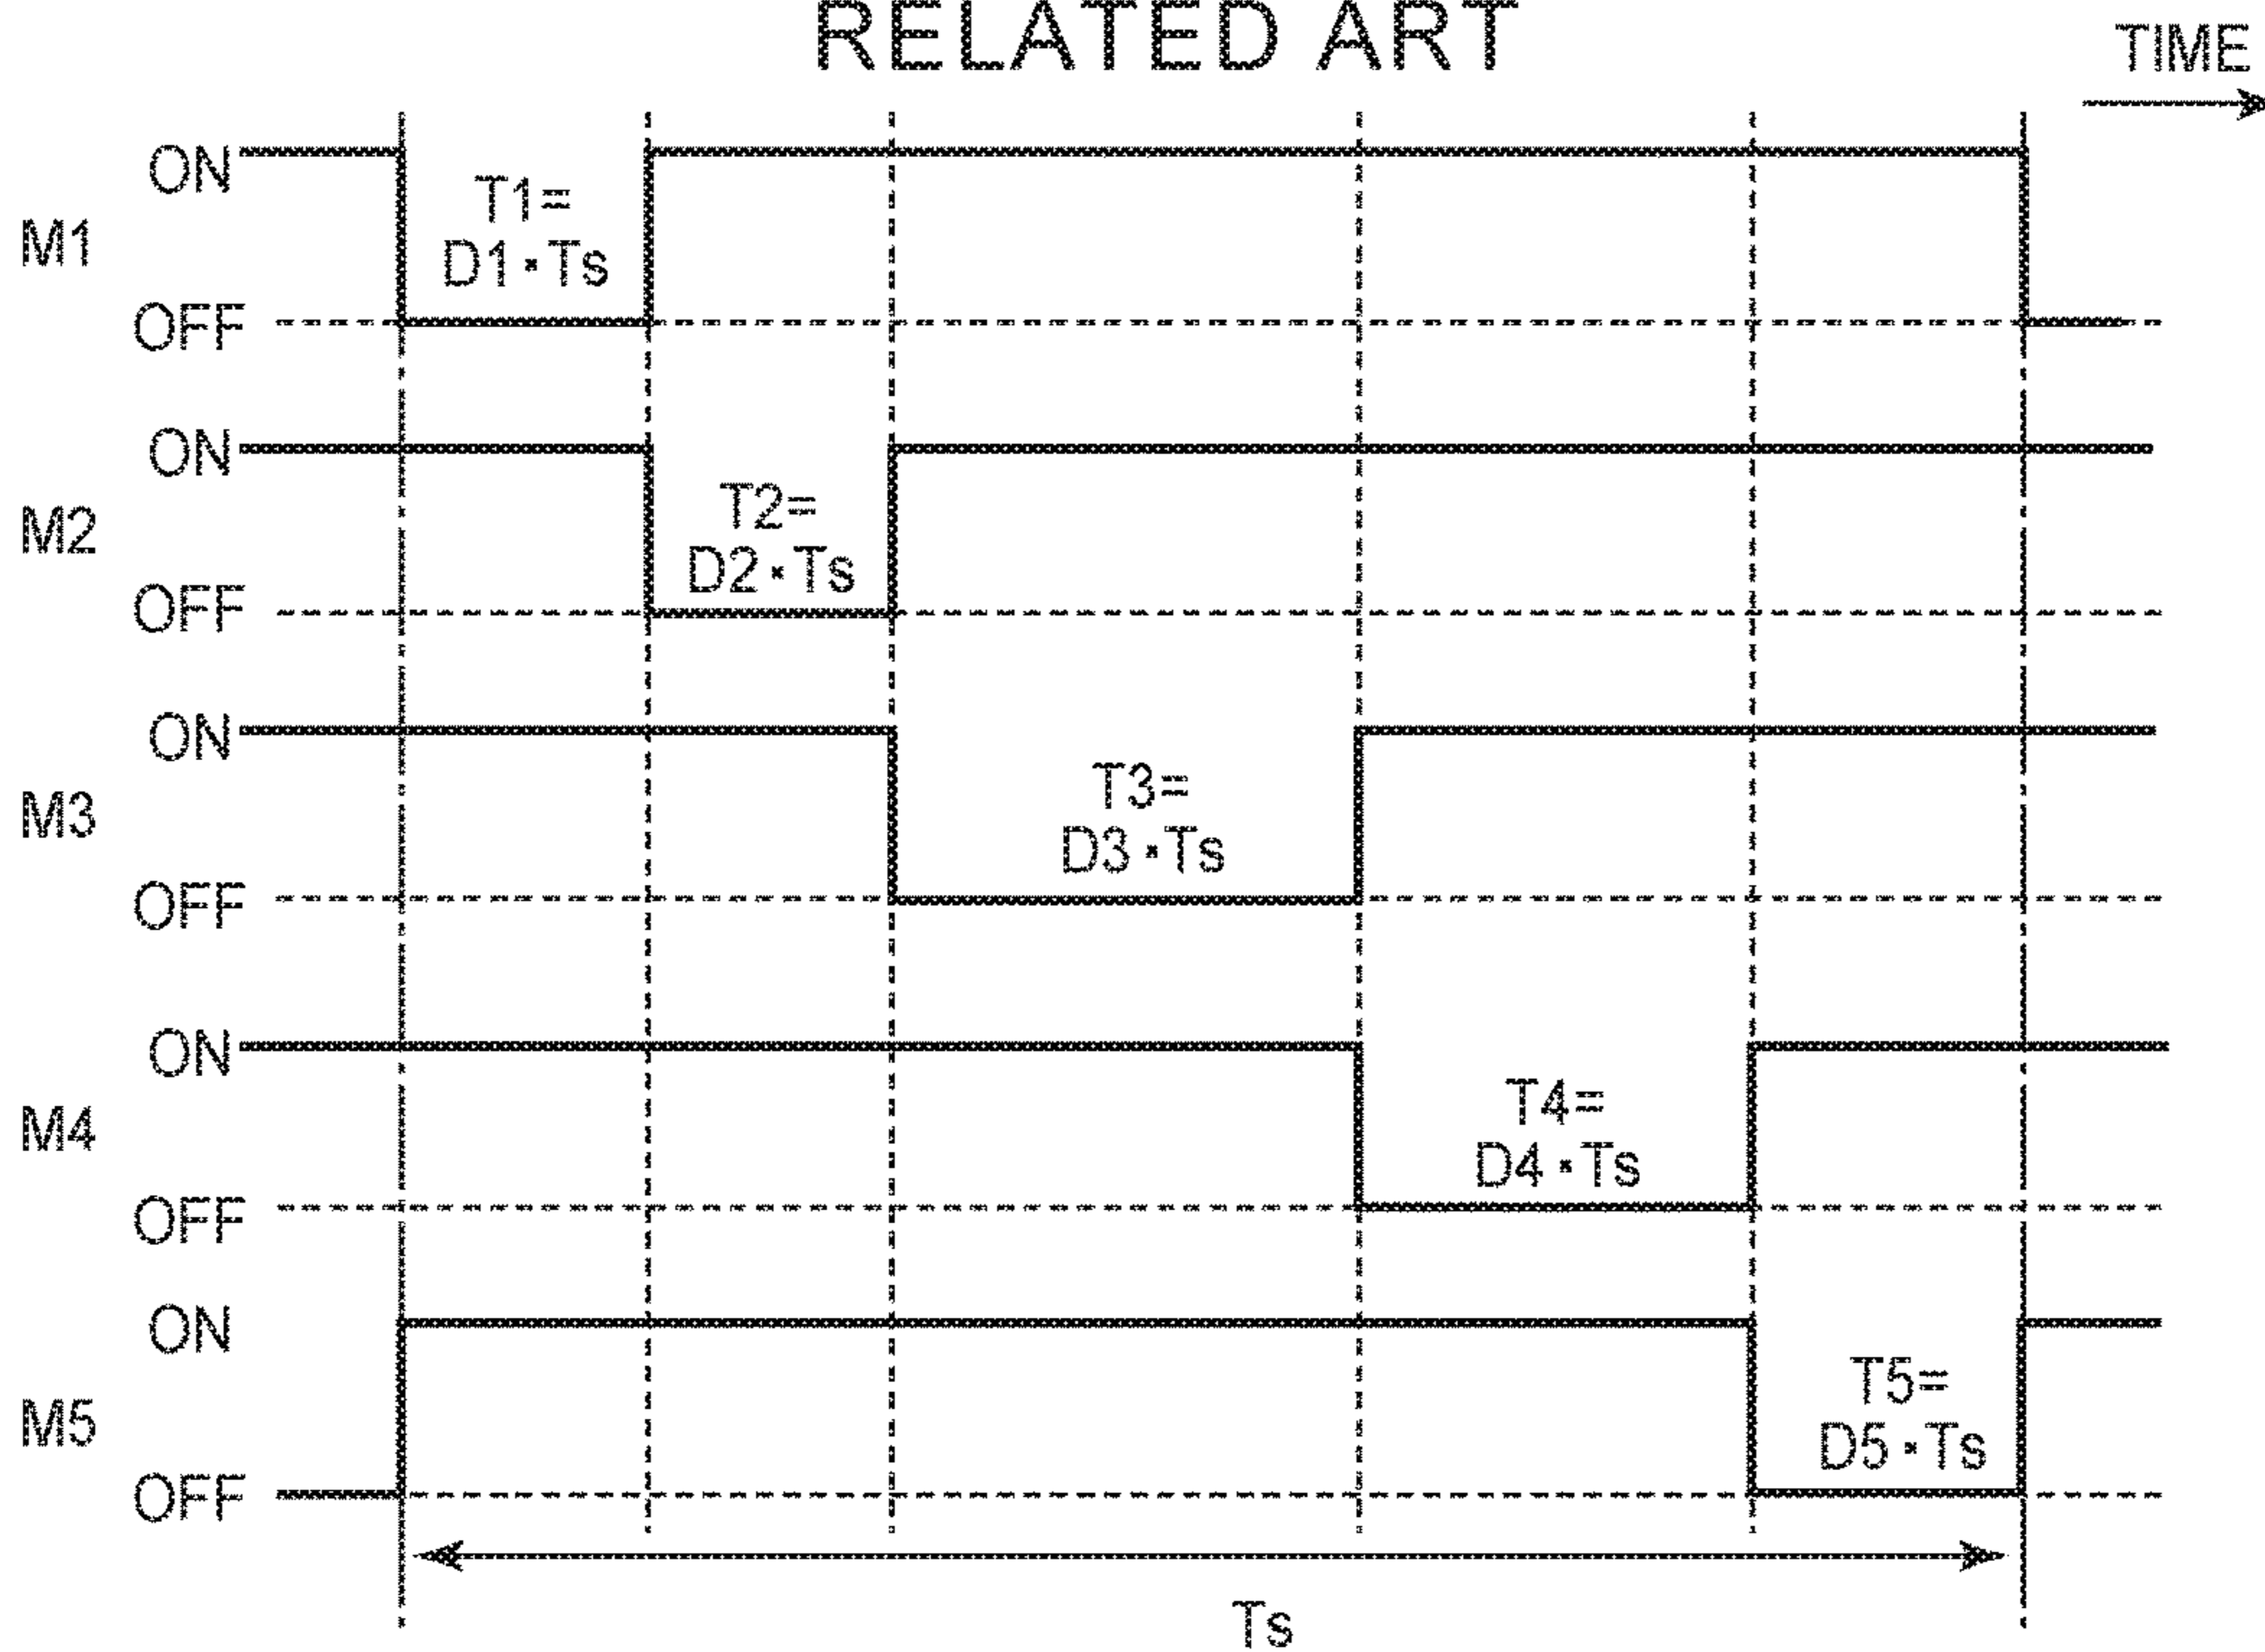 RELATED ART
TIME
ON
T1=
M1
D1·Ts
OFF
ON
T2=
M2
D2·Ts
OFF
ON
T3=
M3
D3·Ts
OFF
ON
T4=
M4
D4·Ts
OFF
ON
T5=
M5
D5·Ts
OFF
Ts